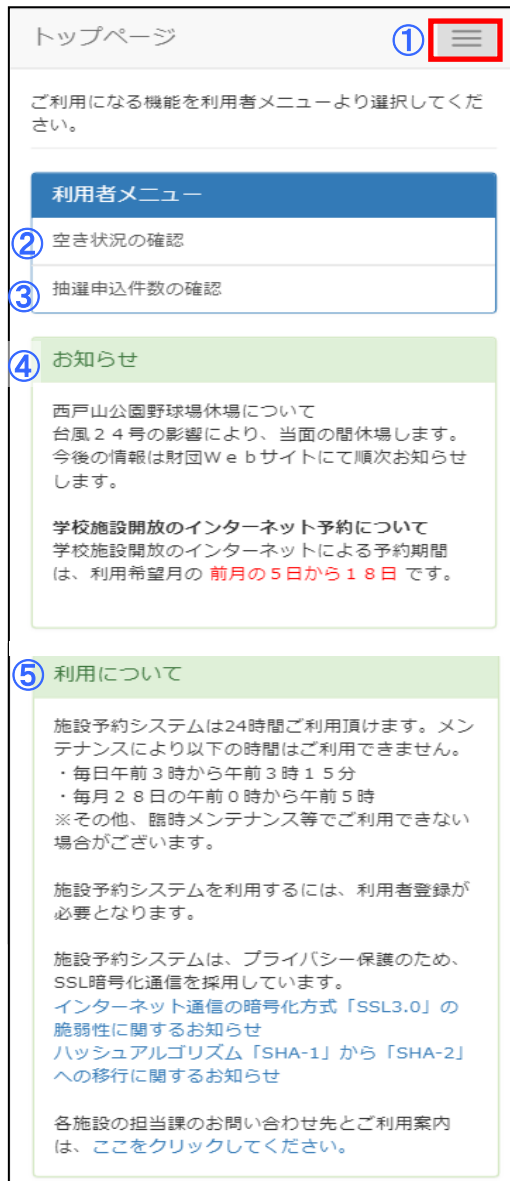 トップページ ①
ご利用になる機能を利用者メニューより選択してくだ
さい。
利用者メニュー
② 空き状況の確認
③ 抽選申込件数の確認
④ お知らせ
西戸山公園野球場休場について
台風２４号の影響により、当面の間休場します。
今後の情報は財団Ｗｅｂサイトにて順次お知らせ
します。
学校施設開放のインターネット予約について
学校施設開放のインターネットによる予約期間
は、利用希望月の 前月の５日から１８日 です。
⑤ 利用について
施設予約システムは24時間ご利用頂けます。メン
テナンスにより以下の時間はご利用できません。
・毎日午前３時から午前３時１５分
・毎月２８日の午前０時から午前５時
※その他、臨時メンテナンス等でご利用できない
場合がございます。
施設予約システムを利用するには、利用者登録が
必要となります。
施設予約システムは、プライバシー保護のため、
SSL暗号化通信を採用しています。
インターネット通信の暗号化方式「SSL3.0」の
脆弱性に関するお知らせ
ハッシュアルゴリズム「SHA-1」から「SHA-2」
への移行に関するお知らせ
各施設の担当課のお問い合わせ先とご利用案内
は、ここをクリックしてください。